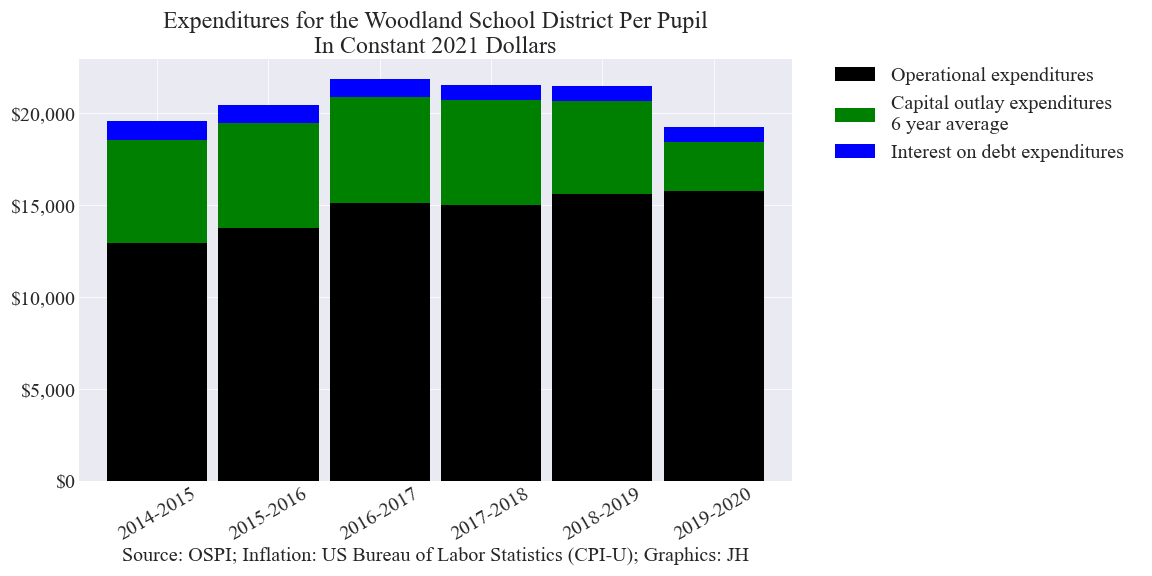 Expenditures for the Woodland School District Per Pupil
In Constant 2021 Dollars
Operational expenditures
Capital outlay expenditures
6 year average
Interest on debt expenditures
$20,000
$15,000
$10,000
$5,000
$0
2014-2015
2015-2016
2016-2017
2017-2018
2018-2019
2019-2020
Source: OSPI; Inflation: US Bureau of Labor Statistics (CPI-U); Graphics: JH